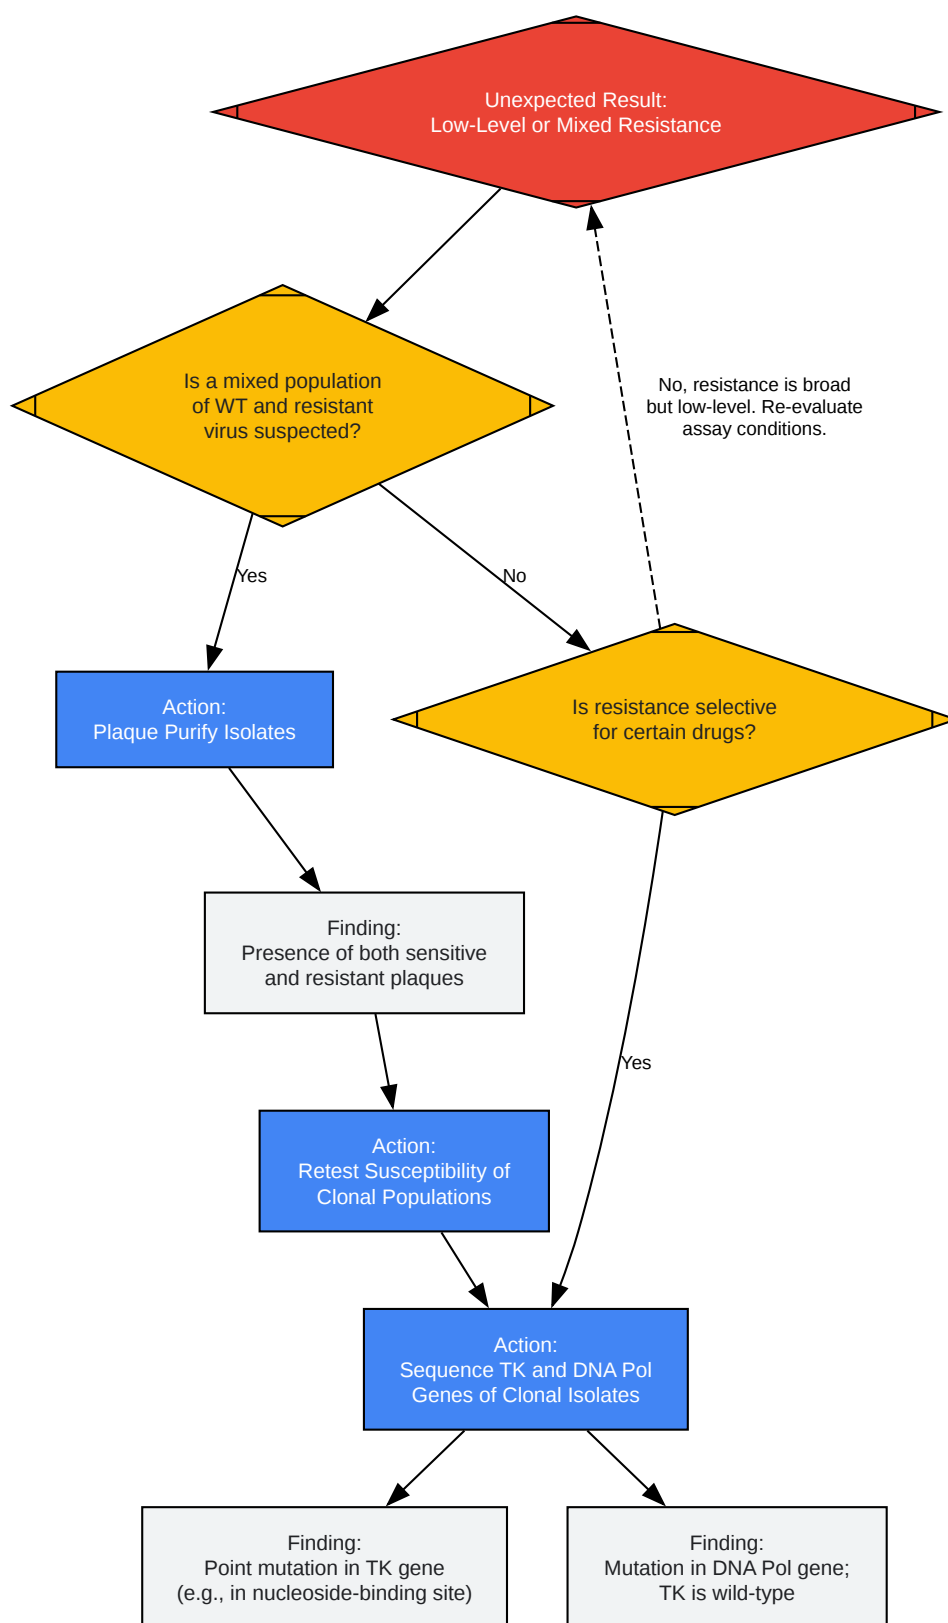 Unexpected Result:
Low-Level or Mixed Resistance
Is a mixed population
of WT and resistant
virus suspected?
No, resistance is broad
but low-level. Re-evaluate
assay conditions.
Yes
No
Action:
Plaque Purify Isolates
Is resistance selective
for certain drugs?
Finding:
Presence of both sensitive
and resistant plaques
Yes
Action:
Retest Susceptibility of
Clonal Populations
Action:
Sequence TK and DNA Pol
Genes of Clonal Isolates
Finding:
Point mutation in TK gene
(e.g., in nucleoside-binding site)
Finding:
Mutation in DNA Pol gene;
TK is wild-type